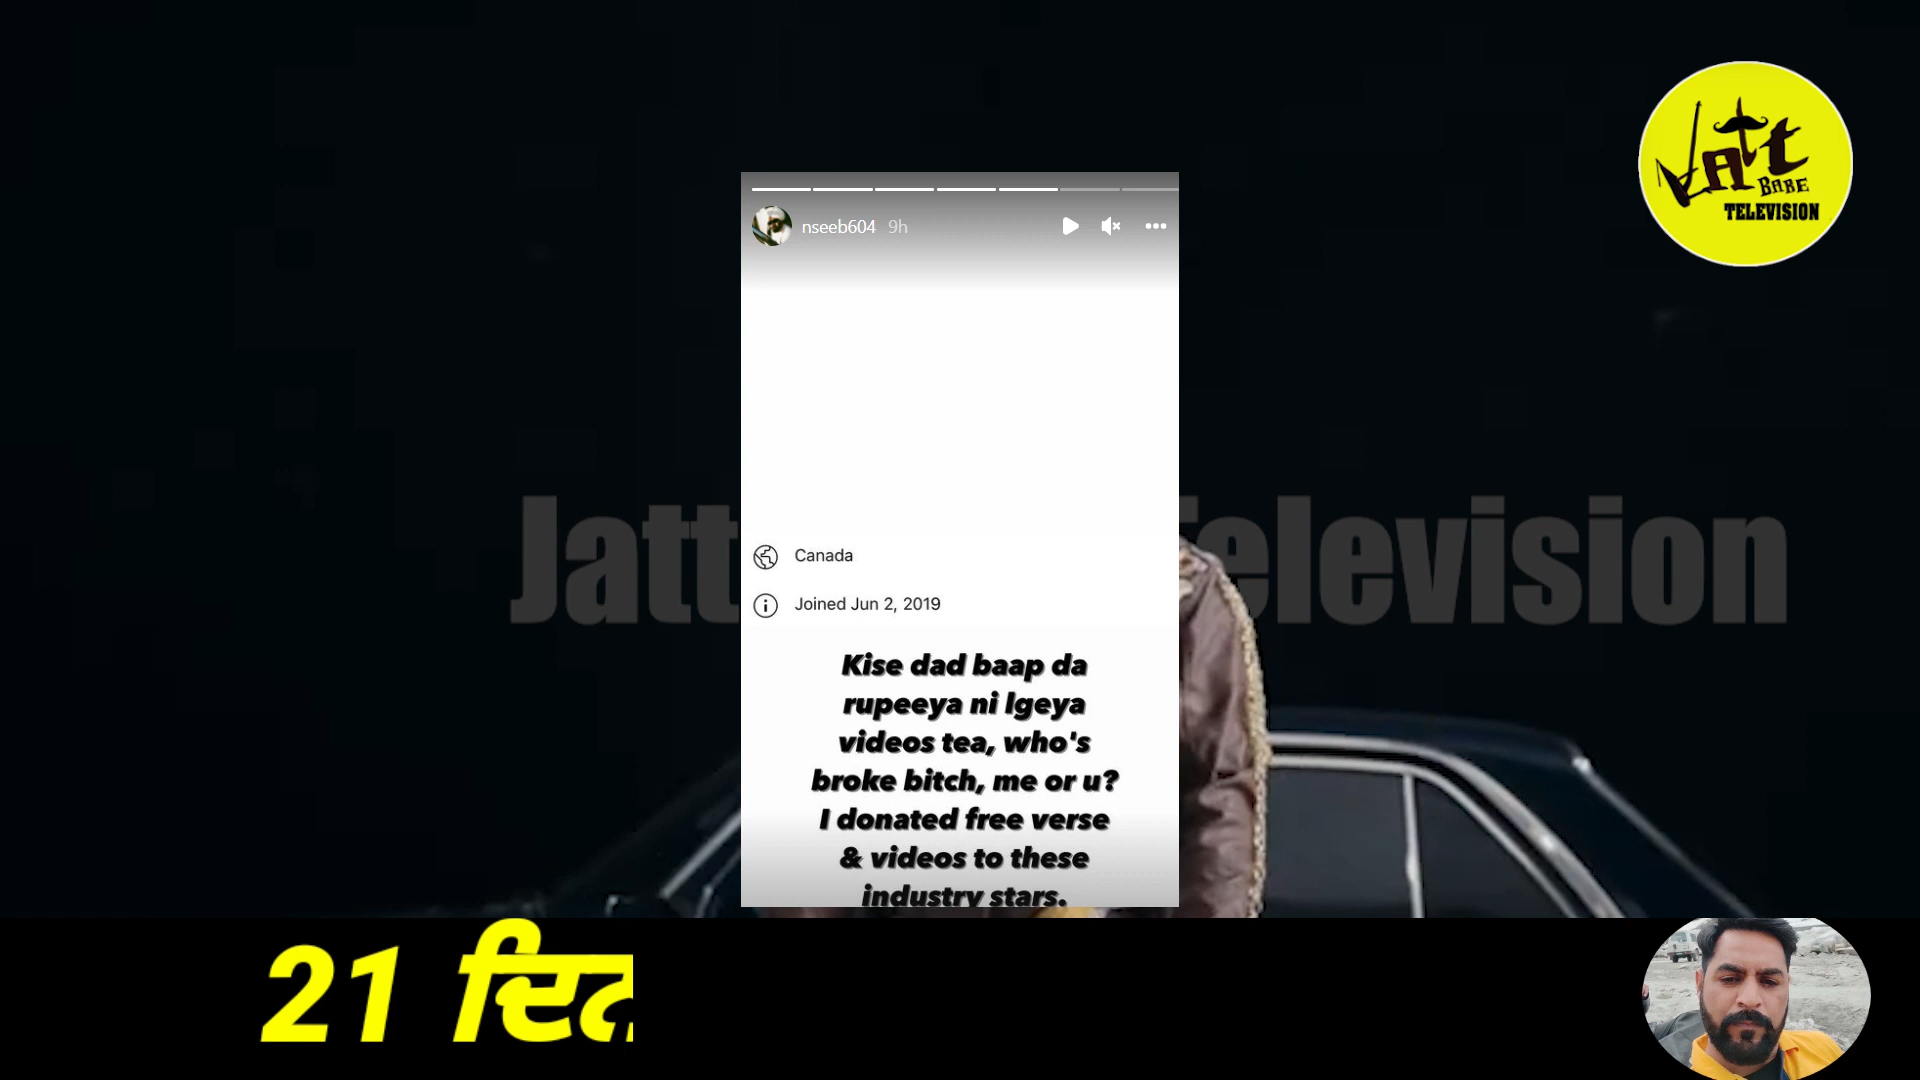 Jatt
BABE
TELEVISION
nseeb604 9h
Jatt Television
Canada
Joined Jun 2, 2019
Kise dad baap da
rupeeya ni lgeya
videos tea, who's
broke bitch, me or u?
I donated free verse
& videos to these
industry stars.
21